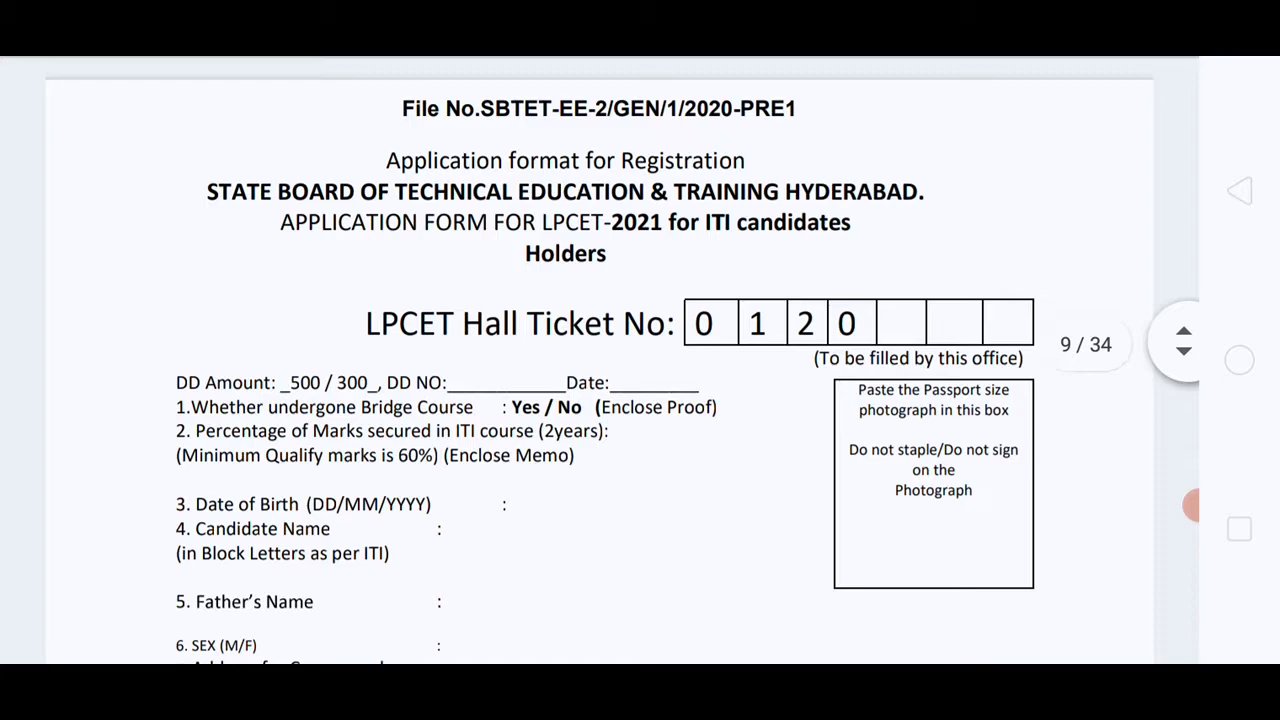 File No.SBTET-EE-2/GEN/1/2020-PRE1
Application format for Registration
STATE BOARD OF TECHNICAL EDUCATION & TRAINING HYDERABAD.
APPLICATION FORM FOR LPCET-2021 for ITI candidates
Holders
LPCET Hall Ticket No: 0 1 2 0
(To be filled by this office)
9 / 34
DD Amount: _500 / 300_, DD NO:____________Date:_________
1.Whether undergone Bridge Course : Yes / No (Enclose Proof)
2. Percentage of Marks secured in ITI course (2years):
(Minimum Qualify marks is 60%) (Enclose Memo)
Paste the Passport size
photograph in this box
Do not staple/Do not sign
on the
Photograph
3. Date of Birth (DD/MM/YYYY) :
4. Candidate Name :
(in Block Letters as per ITI)
5. Father's Name :
6. SEX (M/F) :